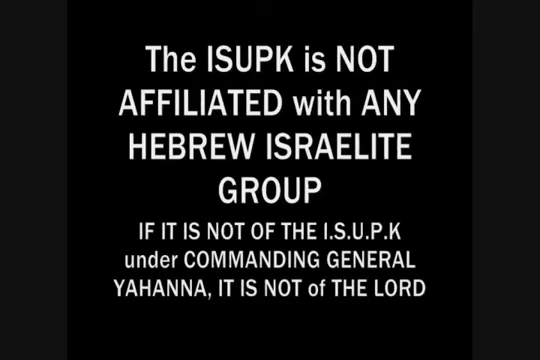 The ISUPK is NOT
AFFILIATED with ANY
HEBREW ISRAELITE
GROUP
IF IT IS NOT OF THE I.S.U.P.K
under COMMANDING GENERAL
YAHANNA, IT IS NOT of THE LORD